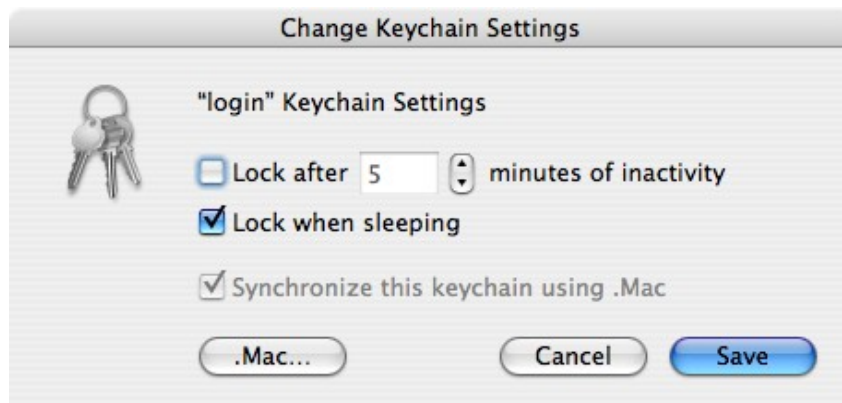 Change Keychain Settings
“login” Keychain Settings
Lock after 5 minutes of inactivity
Lock when sleeping
Synchronize this keychain using .Mac
.Mac... Cancel Save